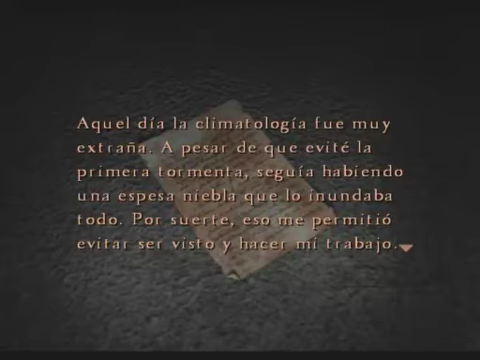 Aquel día la climatología fue muy
extraña. A pesar de que evité la
primera tormenta, seguía habiendo
una espesa niebla que lo inundaba
todo. Por suerte, eso me permitió
evitar ser visto y hacer mi trabajo.